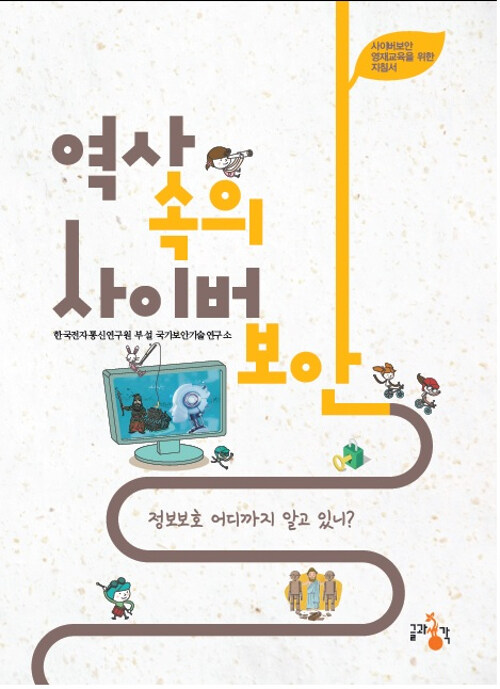 사이버보안
영재교육을 위한
지침서
역사
속의
사이버
한국전자통신연구원 부설 국가보안기술연구소
보안
정보보호 어디까지 알고 있니?
글과생각